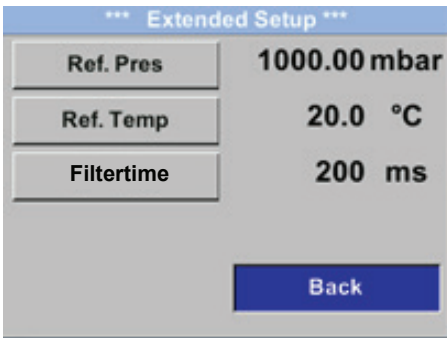 *** Extended Setup ***
Ref. Pres 1000.00 mbar
Ref. Temp 20.0 °C
Filtertime 200 ms
Back